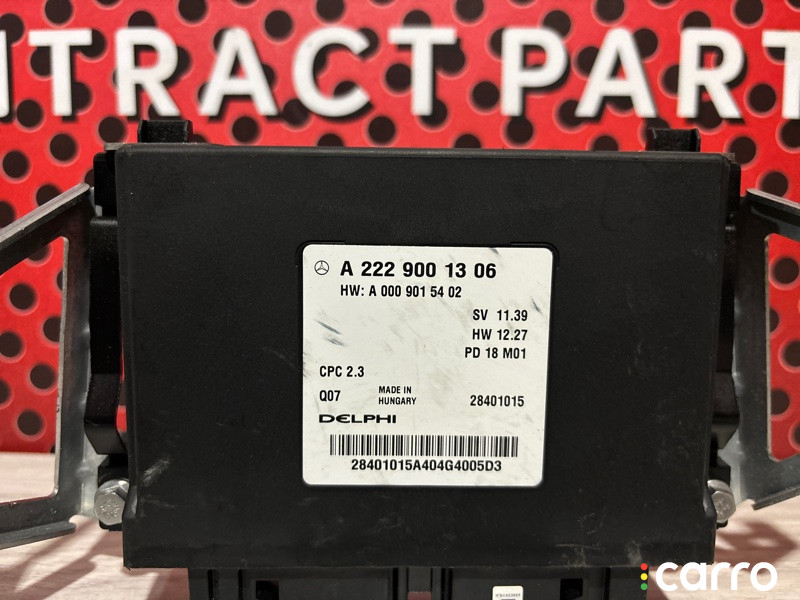 NTRACT PART
A 222 900 13 06
HW: A 000 901 54 02
SV 11.39
HW 12.27
PD 18 M01
CPC 2.3
Q07 MADE IN HUNGARY 28401015
DELPHI
28401015A404G4005D3
carro